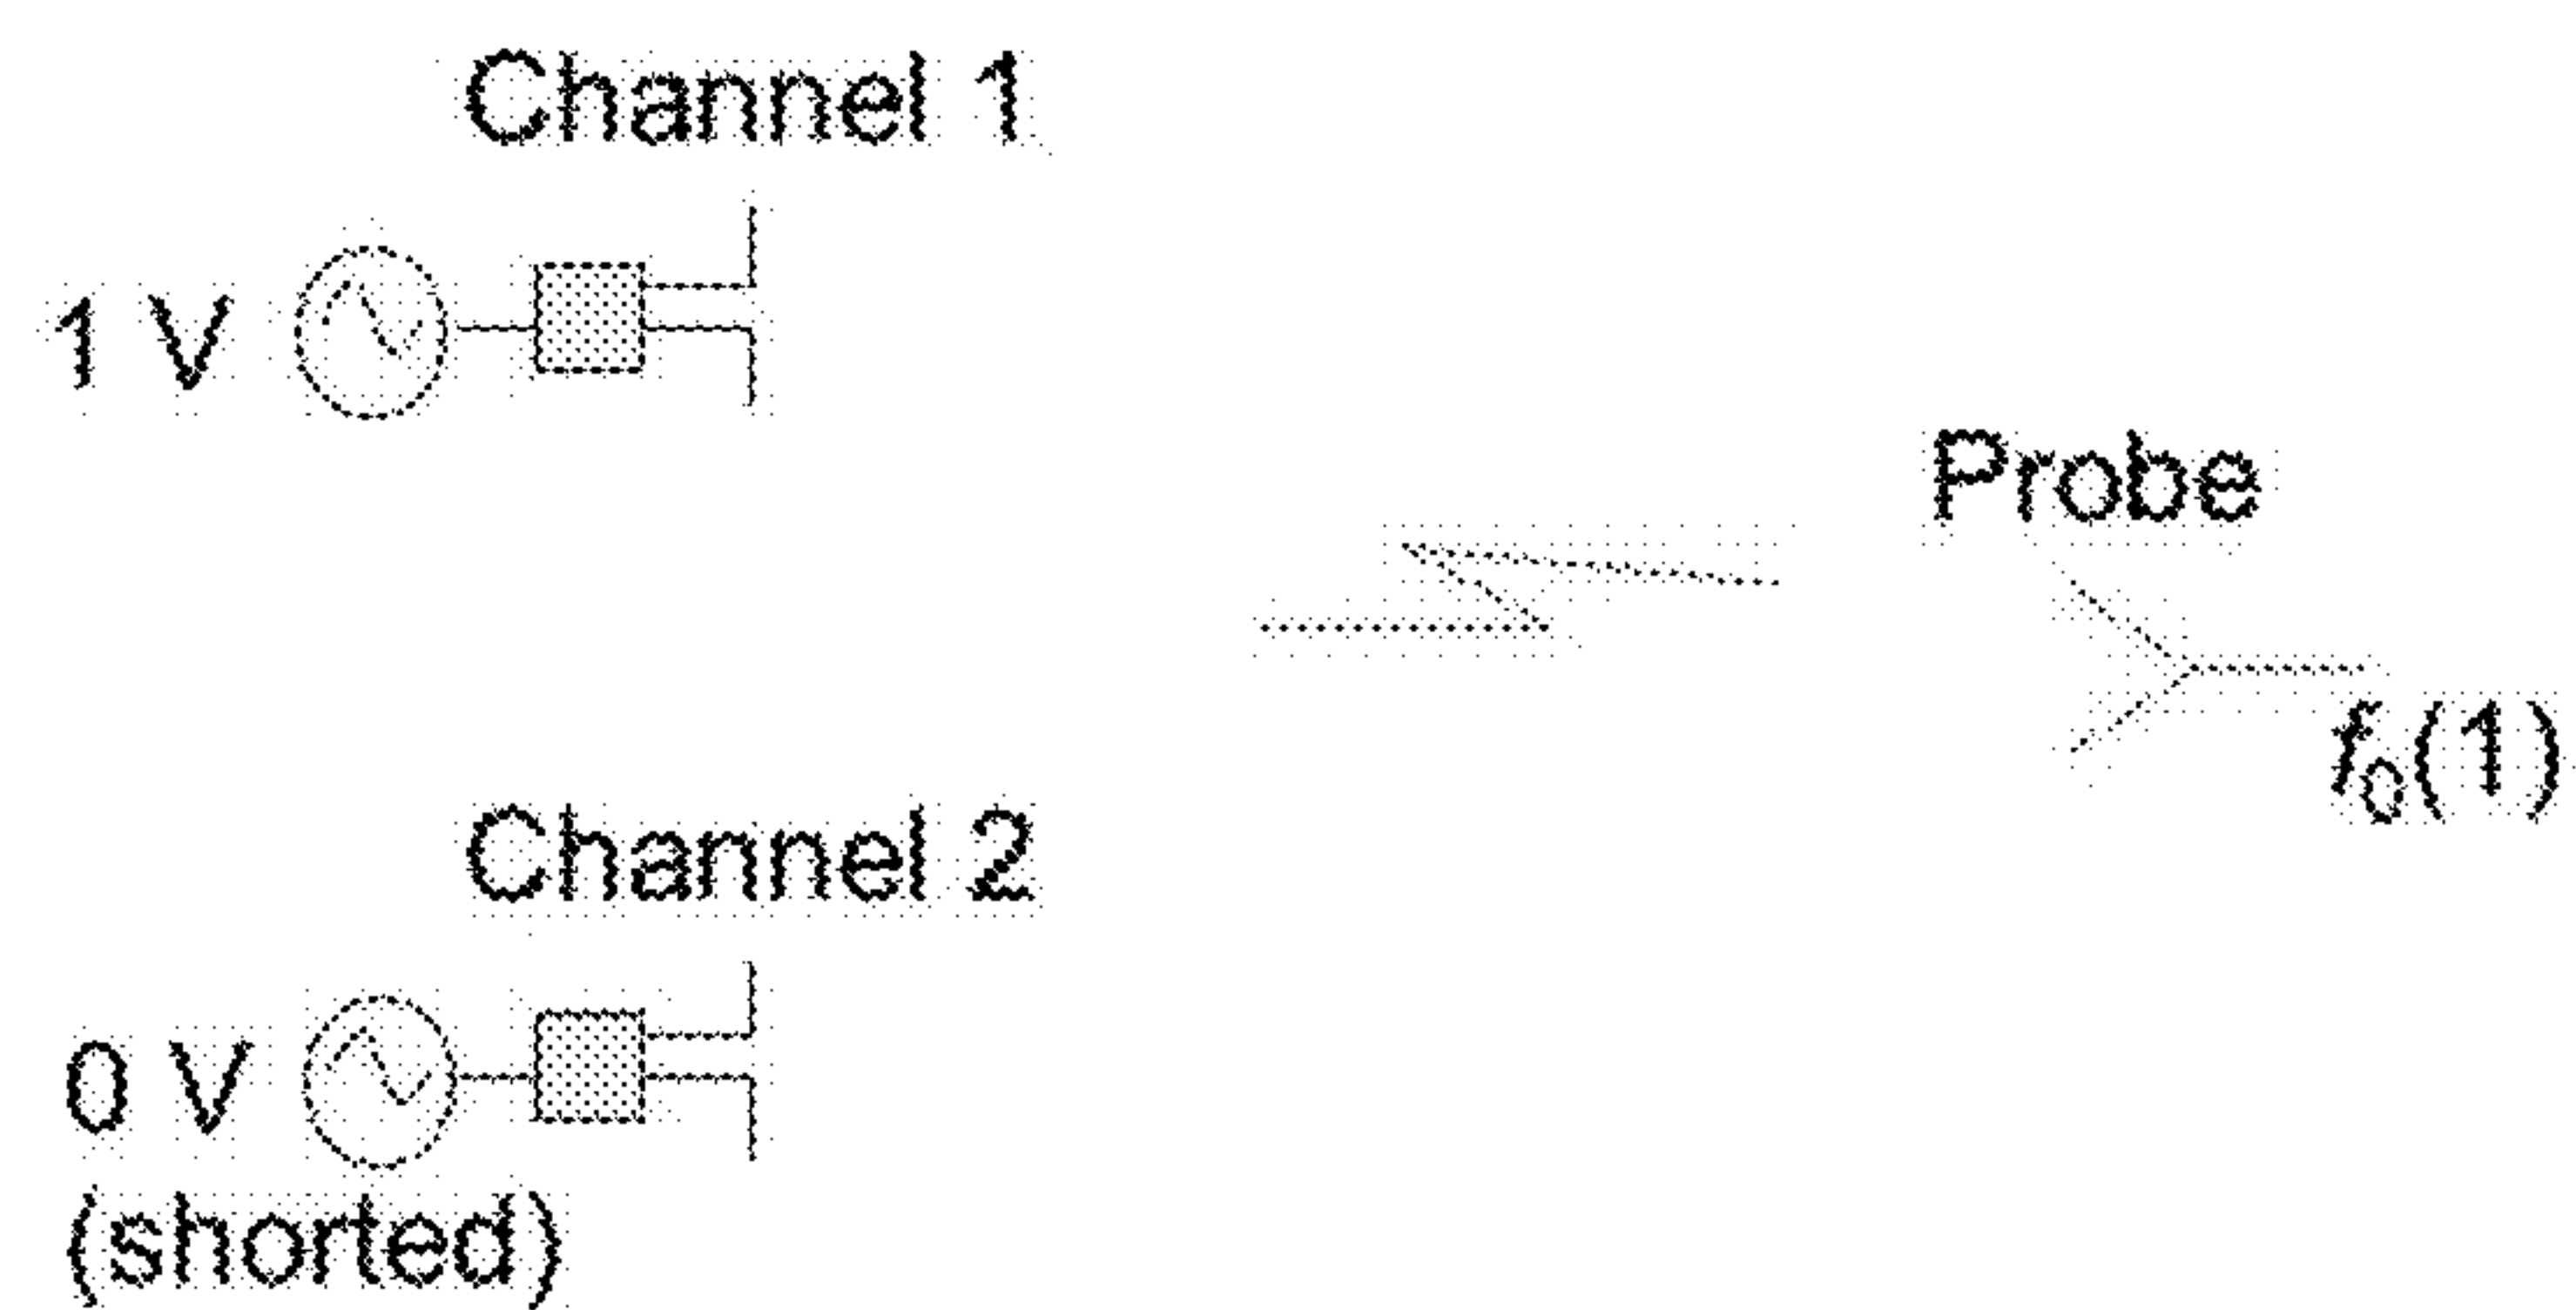 Channel 1
1 V
Probe
f0(1)
Channel 2
0 V
(shorted)